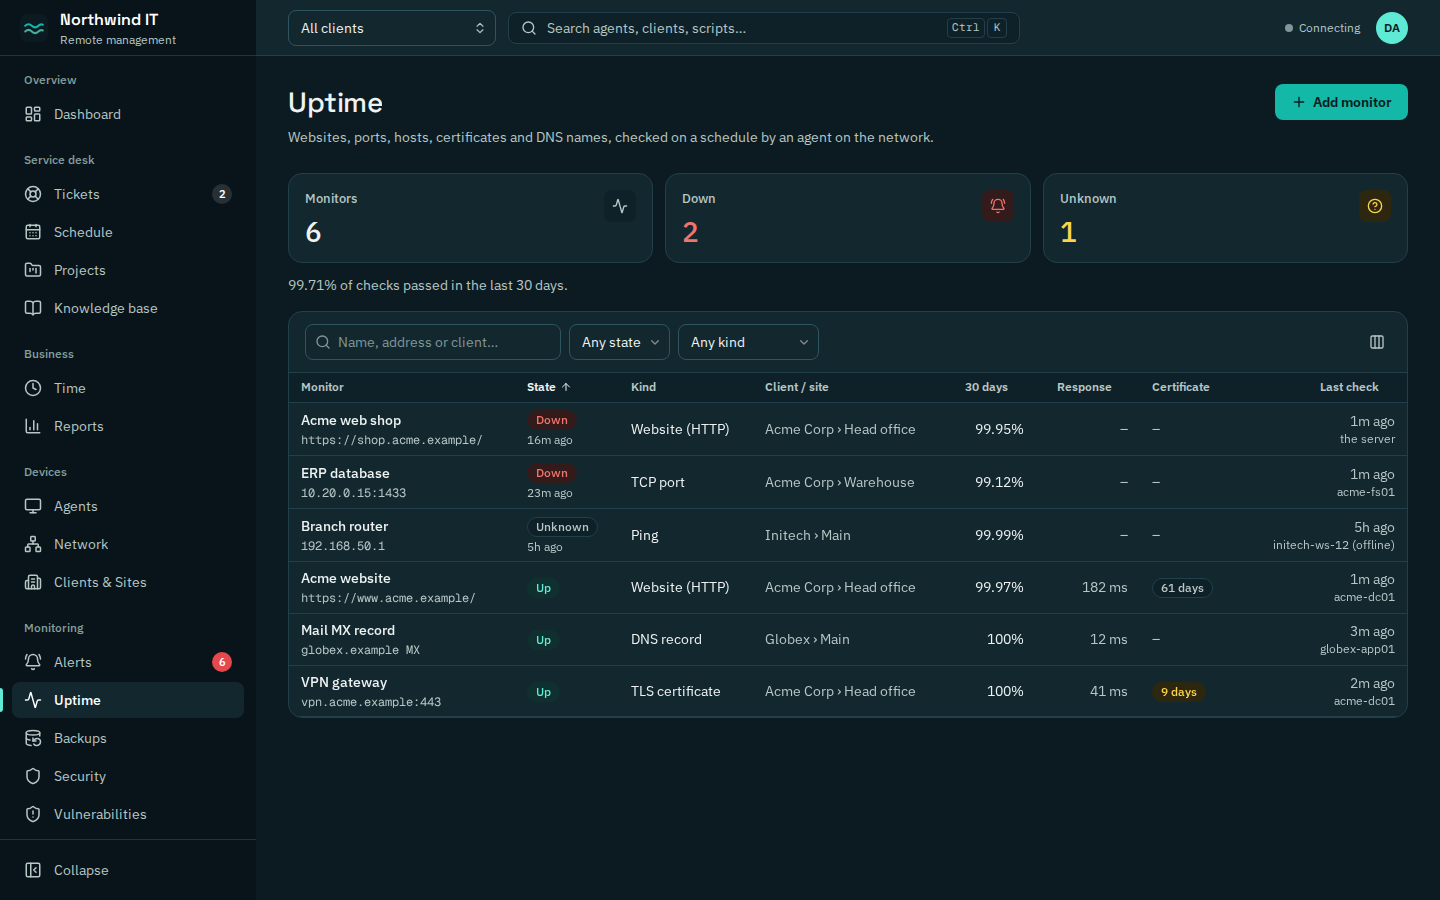 Northwind IT
Remote management
All clients
Search agents, clients, scripts...
Ctrl K
Connecting
DA
Overview
Dashboard
Service desk
Tickets 2
Schedule
Projects
Knowledge base
Business
Time
Reports
Devices
Agents
Network
Clients & Sites
Monitoring
Alerts 6
Uptime
Backups
Security
Vulnerabilities
Collapse
Uptime
Add monitor
Websites, ports, hosts, certificates and DNS names, checked on a schedule by an agent on the network.
Monitors
6
Down
2
Unknown
1
99.71% of checks passed in the last 30 days.
Name, address or client...
Any state
Any kind
Monitor State Kind Client / site 30 days Response Certificate Last check
Acme web shop Down Website (HTTP) Acme Corp › Head office 99.95% – – 1m ago
https://shop.acme.example/ 16m ago the server
ERP database Down TCP port Acme Corp › Warehouse 99.12% – – 1m ago
10.20.0.15:1433 23m ago acme-fs01
Branch router Unknown Ping Initech › Main 99.99% – – 5h ago
192.168.50.1 5h ago initech-ws-12 (offline)
Acme website Up Website (HTTP) Acme Corp › Head office 99.97% 182 ms 61 days 1m ago
https://www.acme.example/ acme-dc01
Mail MX record Up DNS record Globex › Main 100% 12 ms – 3m ago
globex.example MX globex-app01
VPN gateway Up TLS certificate Acme Corp › Head office 100% 41 ms 9 days 2m ago
vpn.acme.example:443 acme-dc01